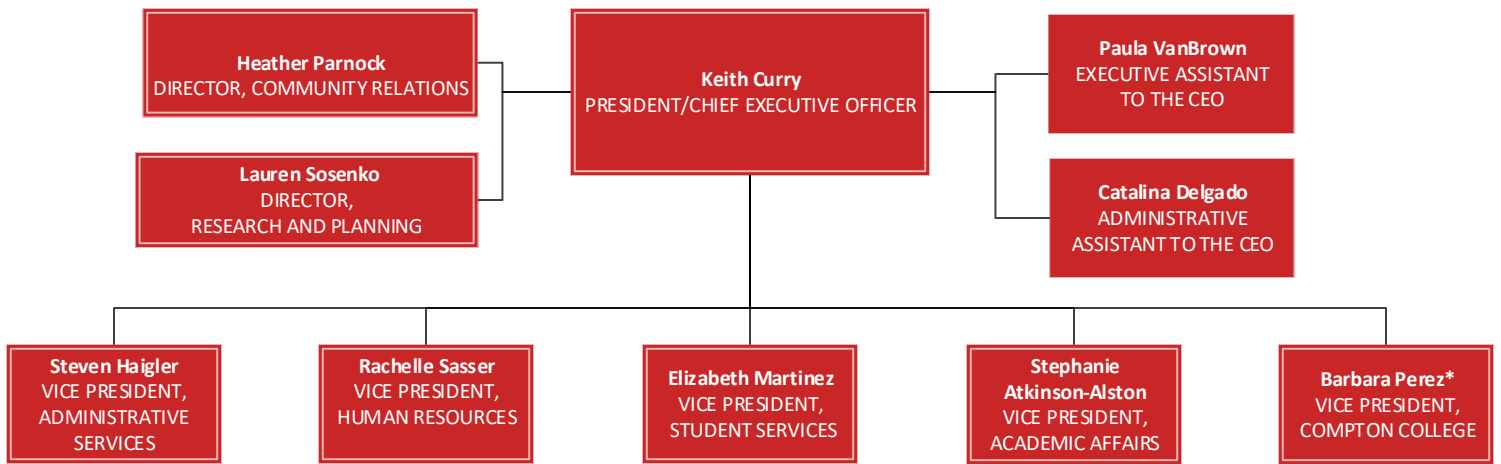 Heather Parnock
DIRECTOR, COMMUNITY RELATIONS
Keith Curry
PRESIDENT/CHIEF EXECUTIVE OFFICER
Paula VanBrown
EXECUTIVE ASSISTANT
TO THE CEO
Lauren Sosenko
DIRECTOR,
RESEARCH AND PLANNING
Catalina Delgado
ADMINISTRATIVE
ASSISTANT TO THE CEO
Steven Haigler
VICE PRESIDENT,
ADMINISTRATIVE
SERVICES
Rachelle Sasser
VICE PRESIDENT,
HUMAN RESOURCES
Elizabeth Martinez
VICE PRESIDENT,
STUDENT SERVICES
Stephanie
Atkinson-Alston
VICE PRESIDENT,
ACADEMIC AFFAIRS
Barbara Perez*
VICE PRESIDENT,
COMPTON COLLEGE